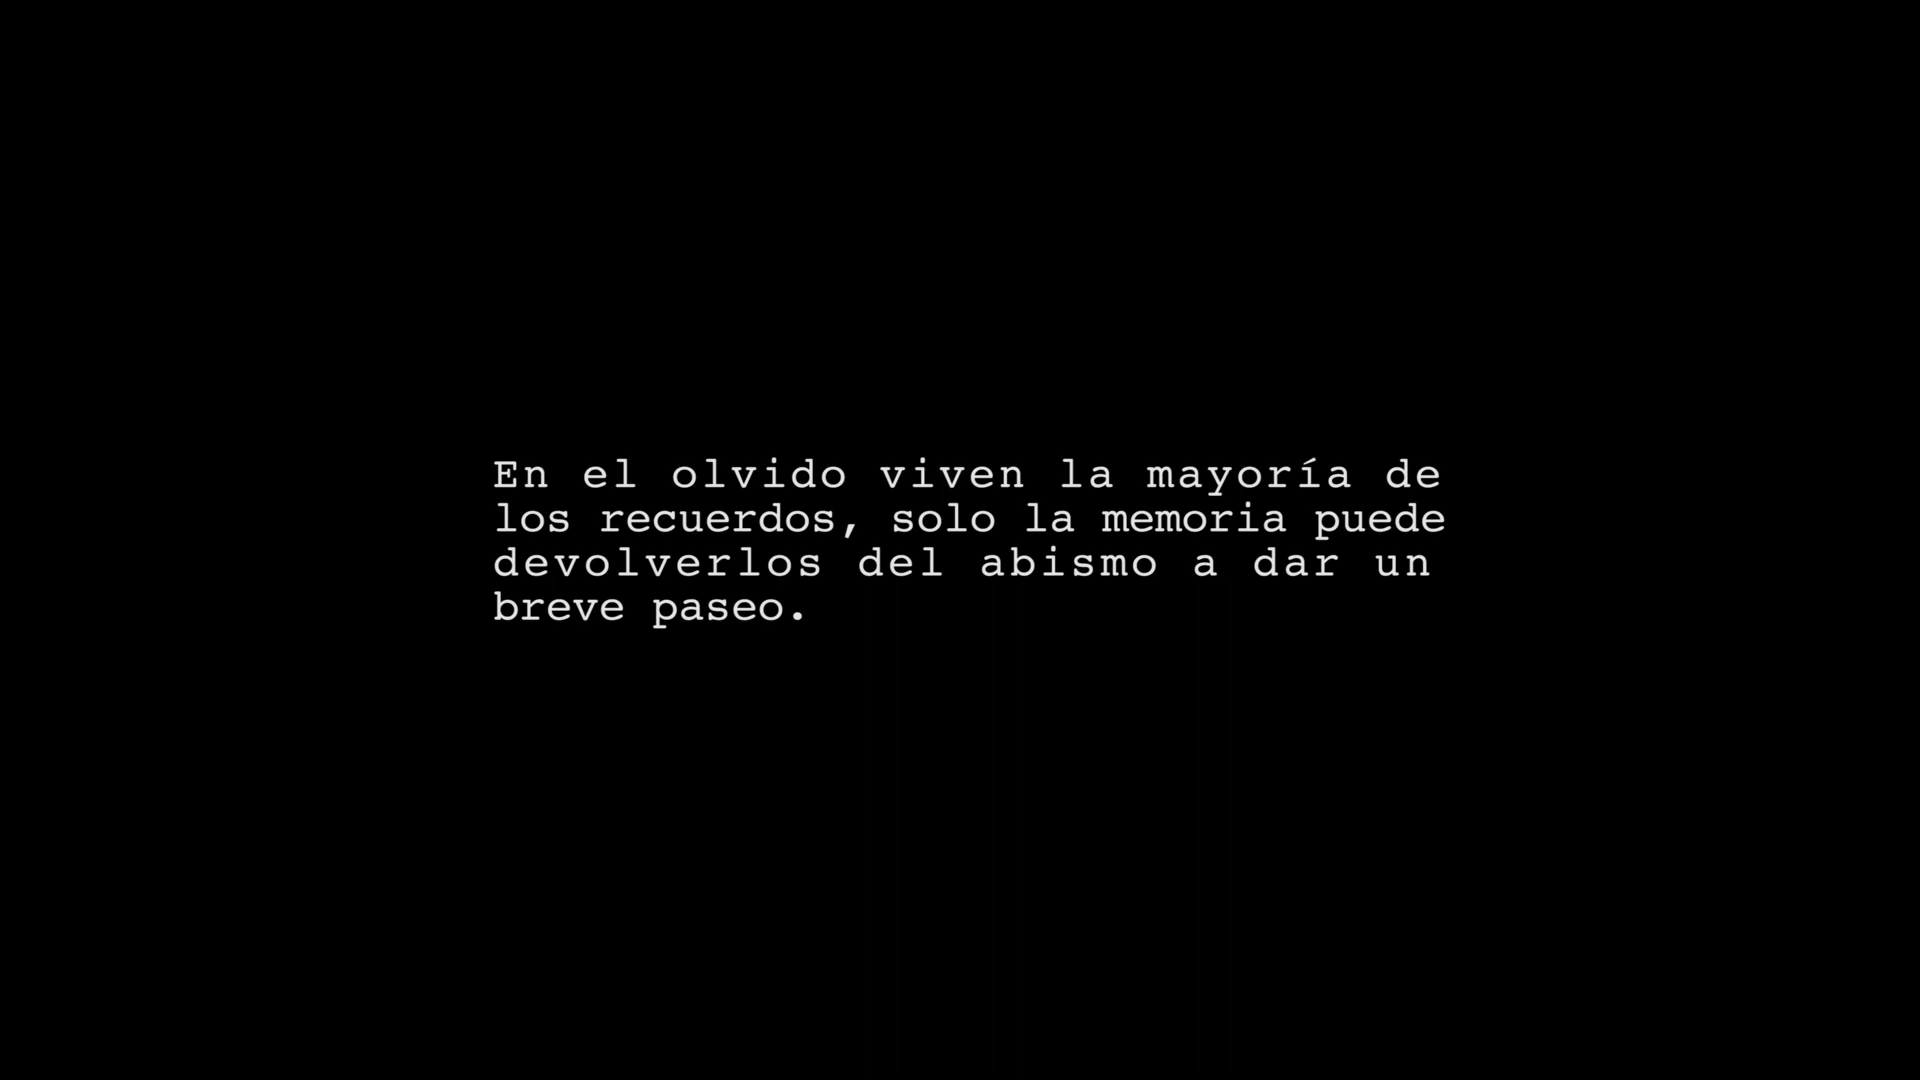 En el olvido viven la mayoría de
los recuerdos, solo la memoria puede
devolverlos del abismo a dar un
breve paseo.